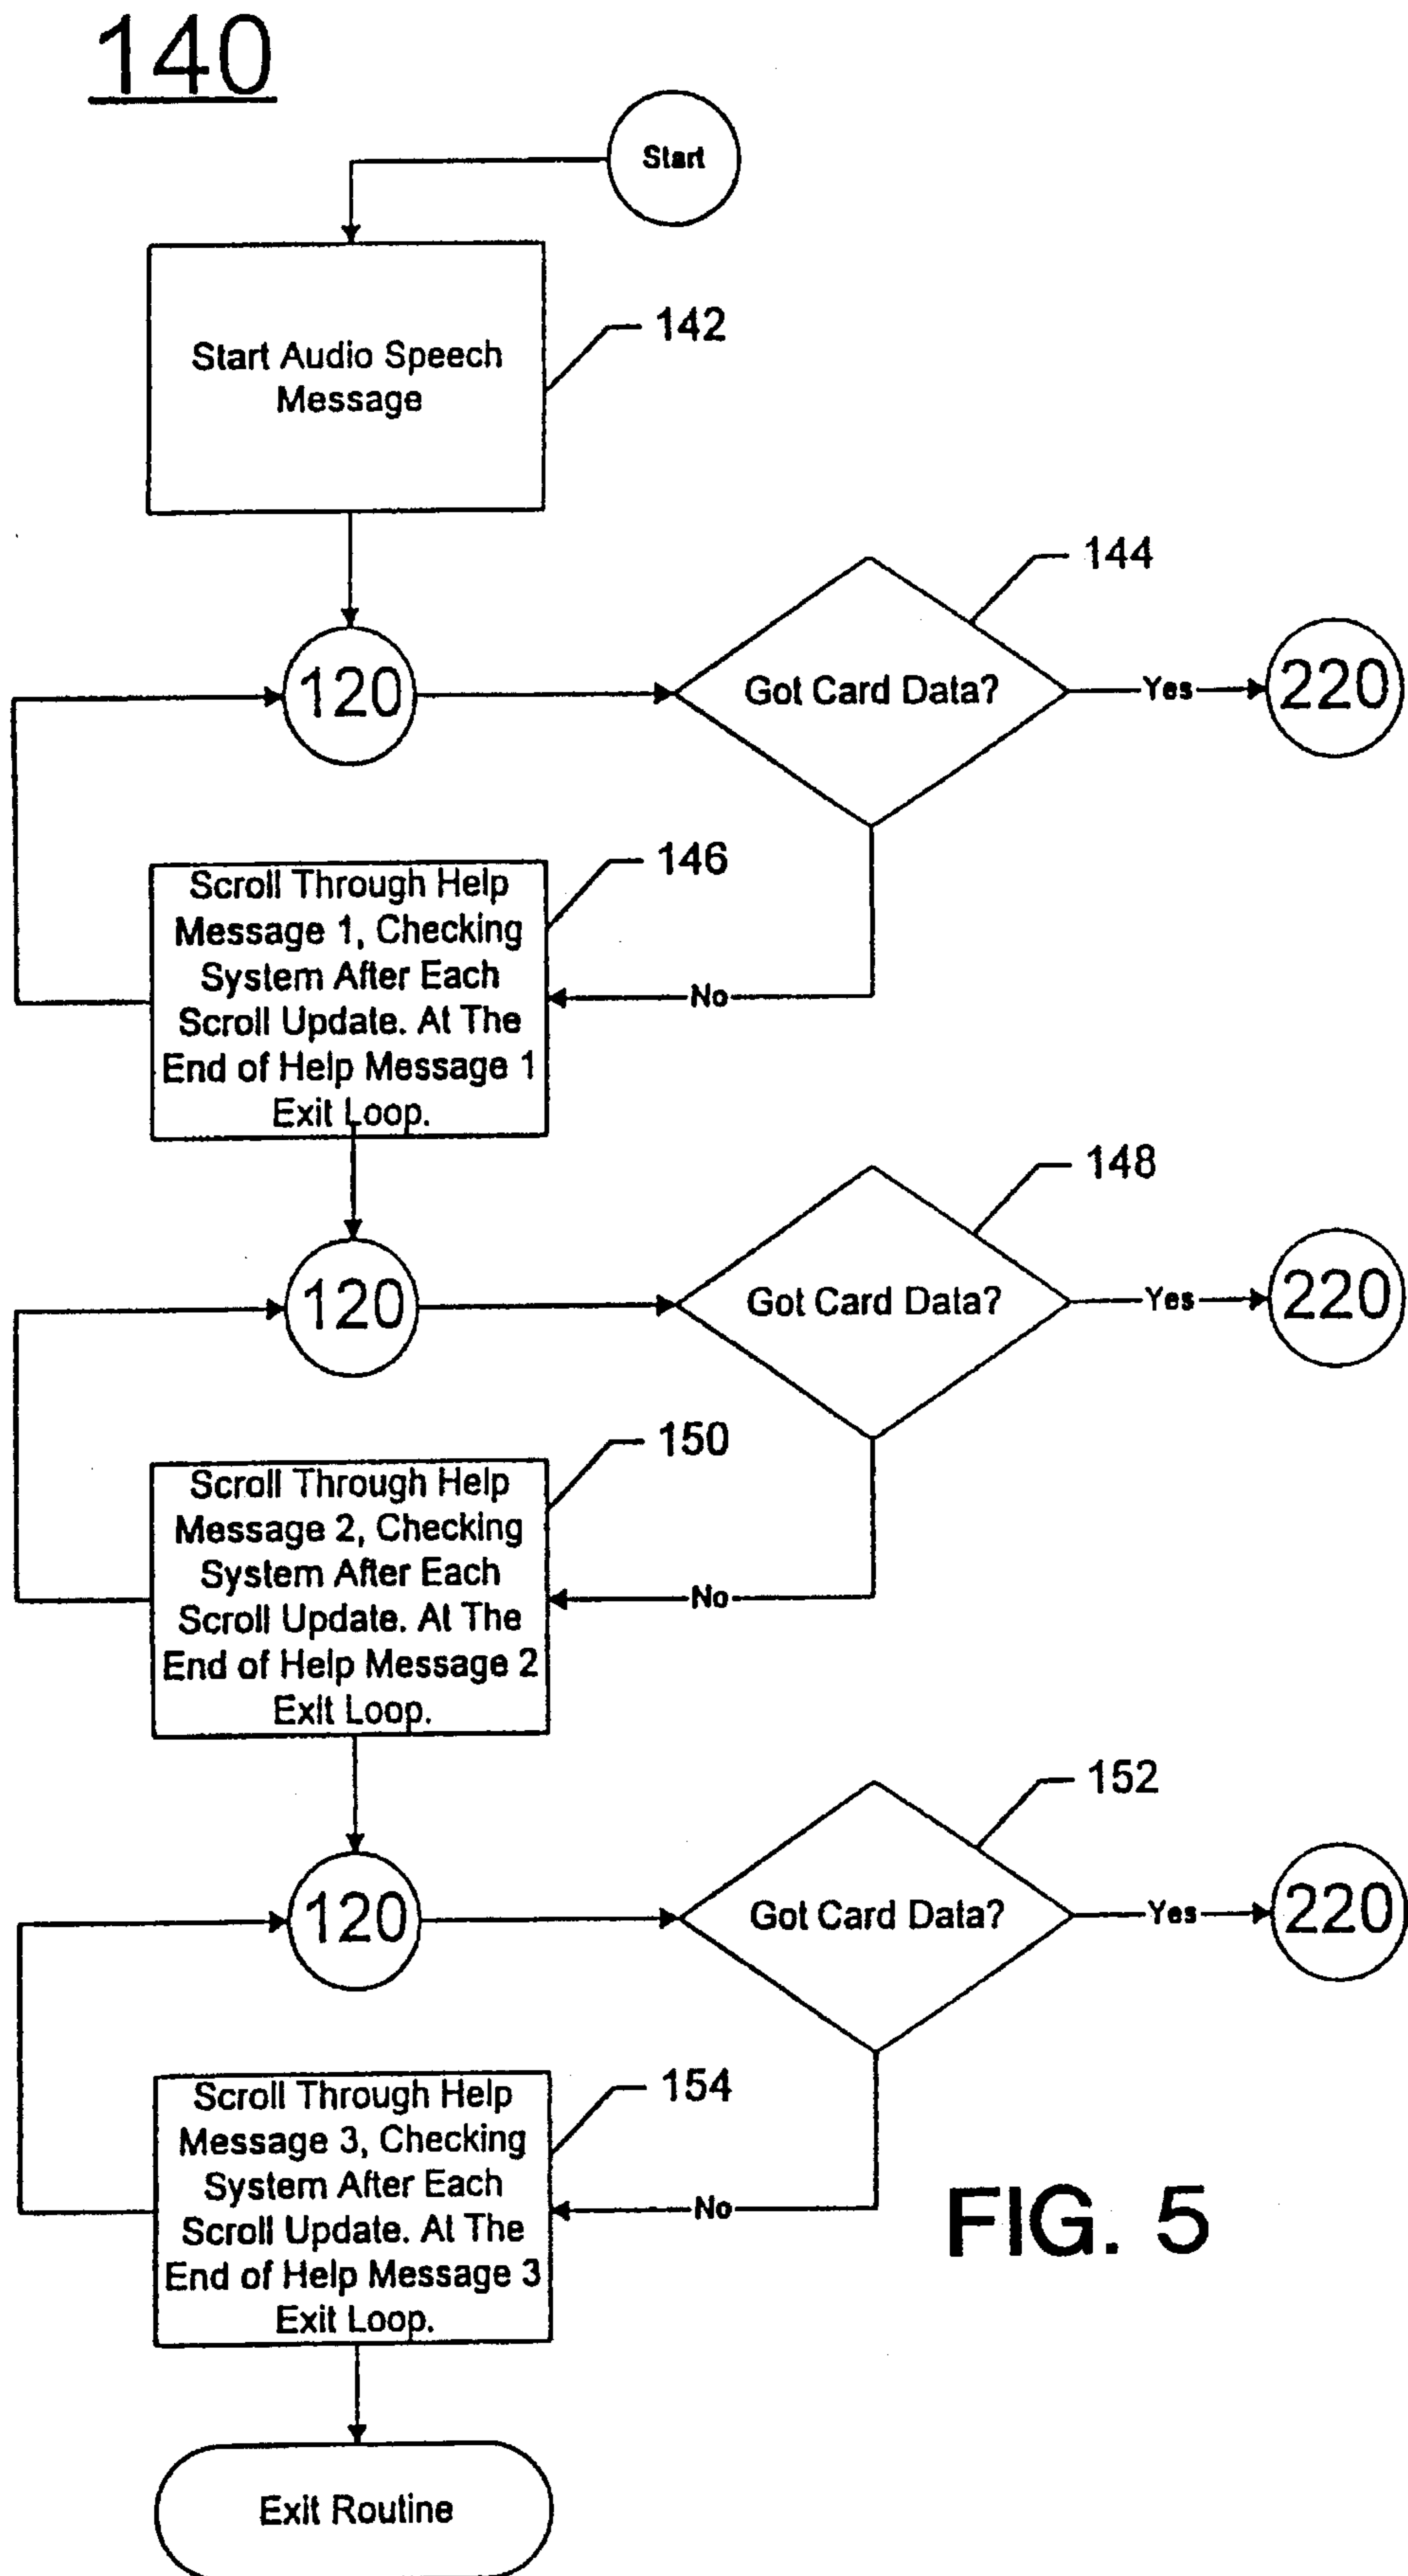 140
Start
Start Audio Speech
Message
142
120
Got Card Data?
144
Yes
220
No
Scroll Through Help
Message 1, Checking
System After Each
Scroll Update. At The
End of Help Message 1
Exit Loop.
146
120
Got Card Data?
148
Yes
220
No
Scroll Through Help
Message 2, Checking
System After Each
Scroll Update. At The
End of Help Message 2
Exit Loop.
150
120
Got Card Data?
152
Yes
220
No
Scroll Through Help
Message 3, Checking
System After Each
Scroll Update. At The
End of Help Message 3
Exit Loop.
154
FIG. 5
Exit Routine